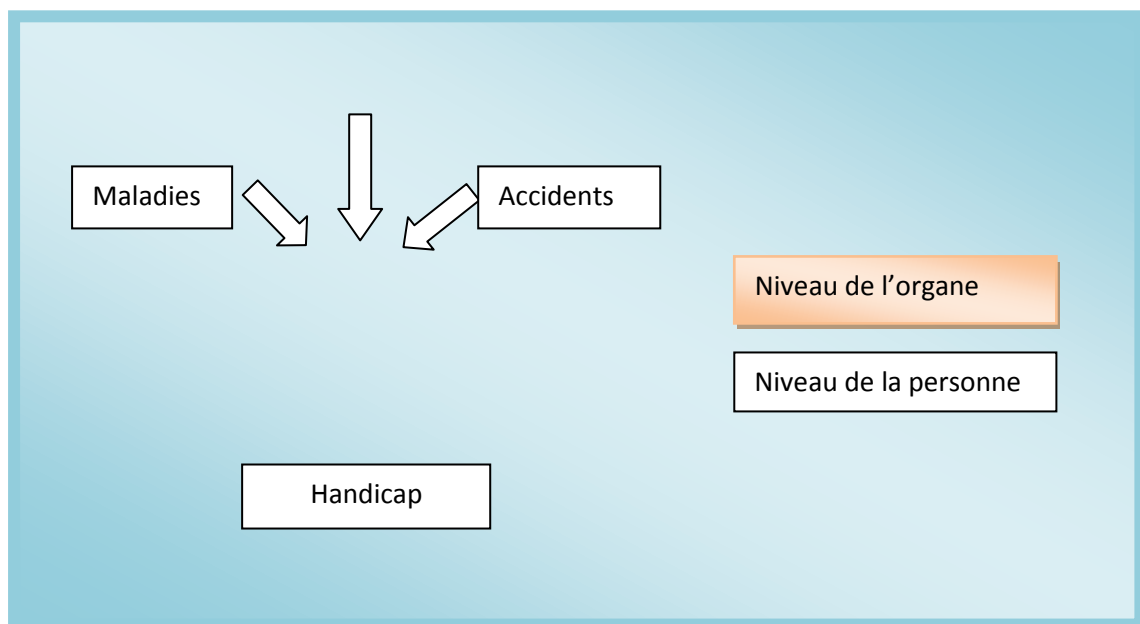 Maladies
Accidents
Niveau de l’organe
Niveau de la personne
Handicap